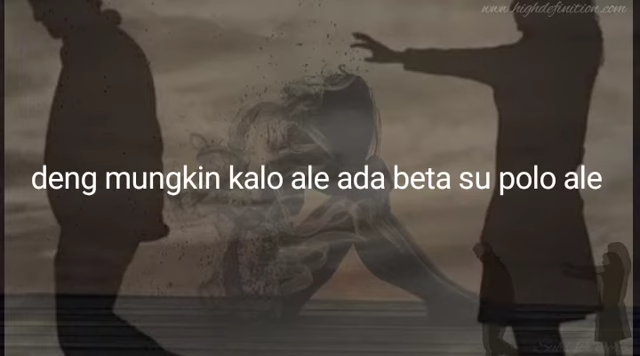 www.highdefinition.com
deng mungkin kalo ale ada beta su polo ale